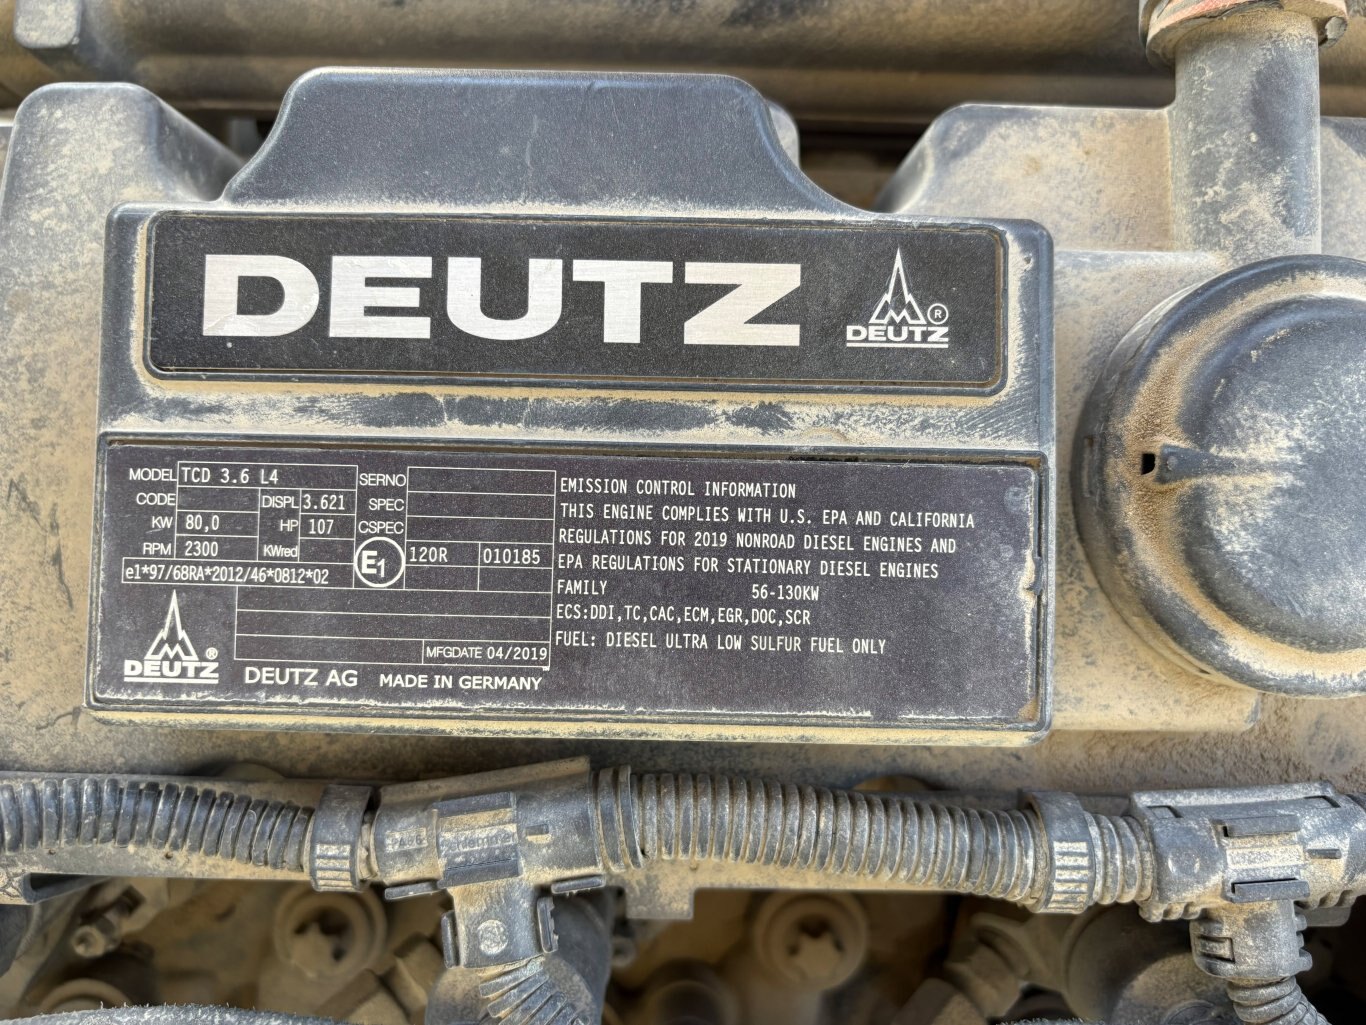 DEUTZ
DEUTZ ®
MODEL TCD 3.6 L4 SERNO
CODE DISPL 3.621 SPEC
KW 80,0 HP 107 CSPEC
RPM 2300 KWred E1 120R 010185
e1*97/68RA*2012/46*0812*02
MFGDATE 04/2019
DEUTZ ® DEUTZ AG MADE IN GERMANY
EMISSION CONTROL INFORMATION
THIS ENGINE COMPLIES WITH U.S. EPA AND CALIFORNIA
REGULATIONS FOR 2019 NONROAD DIESEL ENGINES AND
EPA REGULATIONS FOR STATIONARY DIESEL ENGINES
FAMILY 56-130KW
ECS:DDI,TC,CAC,ECM,EGR,DOC,SCR
FUEL: DIESEL ULTRA LOW SULFUR FUEL ONLY